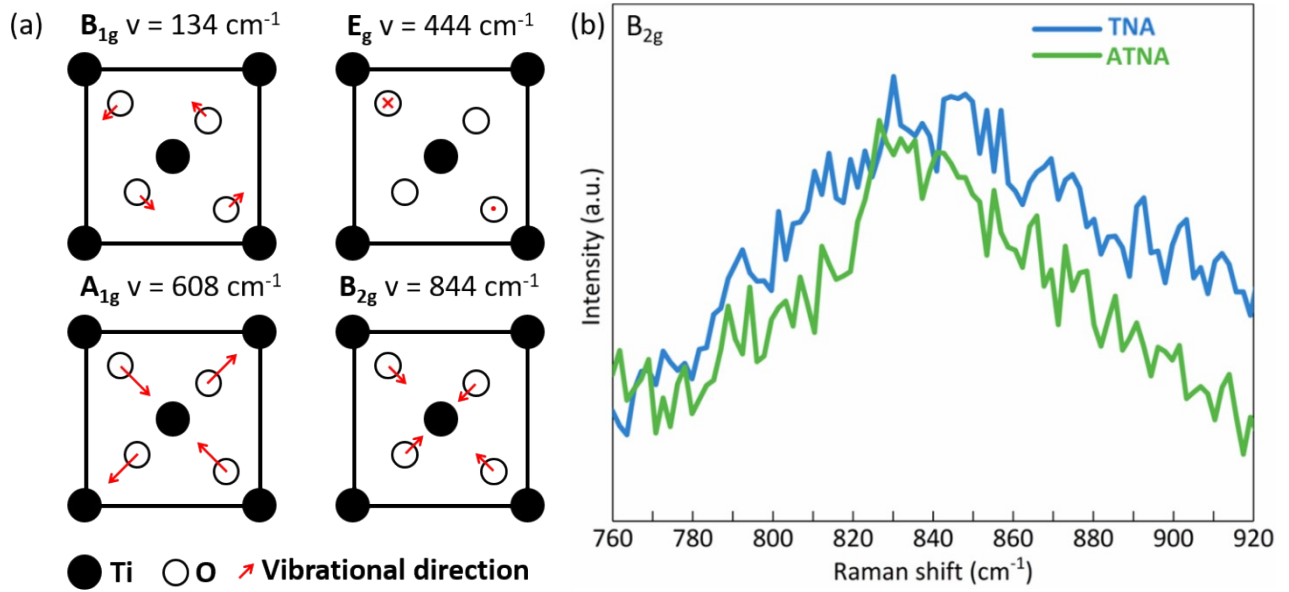 (a)
B1g ν = 134 cm-1
Eg ν = 444 cm-1
A1g ν = 608 cm-1
B2g ν = 844 cm-1
Ti O Vibrational direction
(b)
B2g
TNA
ATNA
Intensity (a.u.)
760 780 800 820 840 860 880 900 920
Raman shift (cm-1)